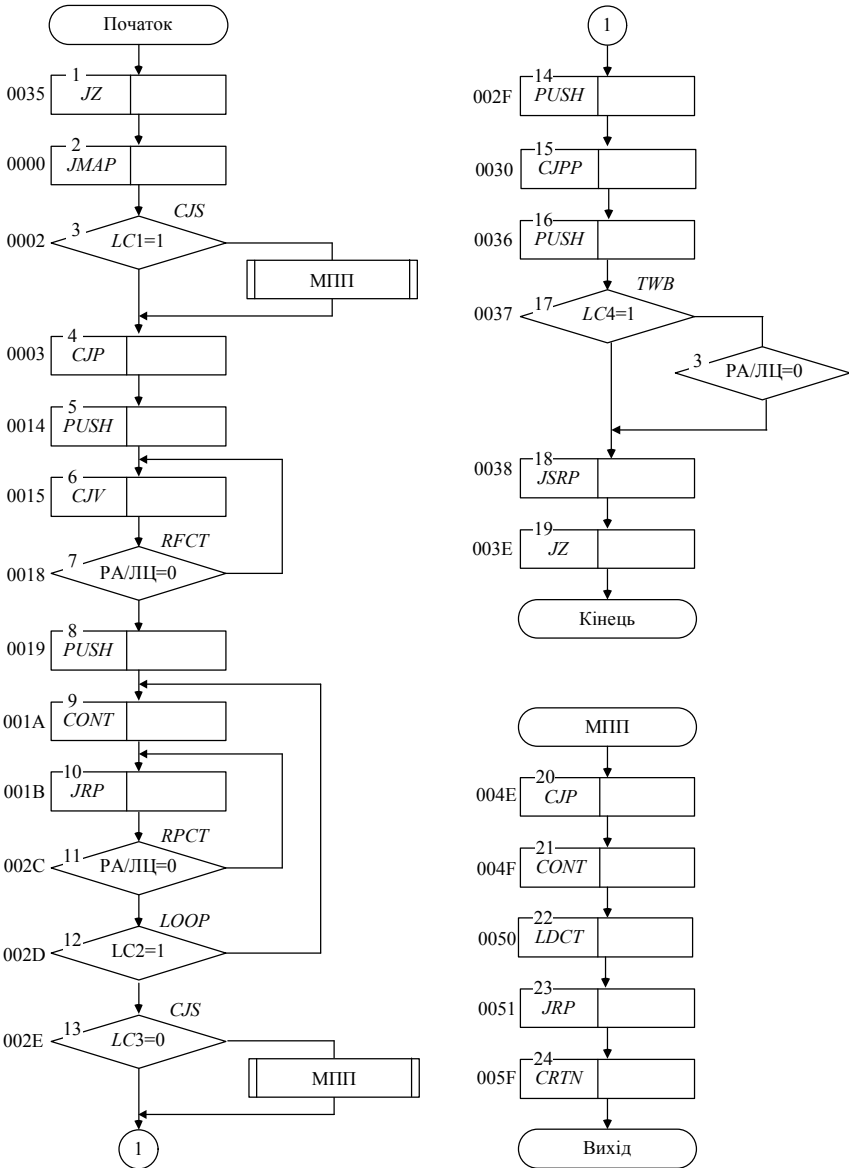 Початок
1
0035 JZ
2
0000 JMAP
CJS
3
0002 LC1=1
МПП
4
0003 CJP
5
0014 PUSH
6
0015 CJV
RFCT
7
0018 РА/ЛЦ=0
8
0019 PUSH
9
001A CONT
10
001B JRP
RPCT
11
002C РА/ЛЦ=0
LOOP
12
002D LC2=1
CJS
13
002E LC3=0
МПП
1
1
14
002F PUSH
15
0030 CJPP
16
0036 PUSH
TWB
17
0037 LC4=1
3
РА/ЛЦ=0
18
0038 JSRP
19
003E JZ
Кінець
МПП
20
004E CJP
21
004F CONT
22
0050 LDCT
23
0051 JRP
24
005F CRTN
Вихід